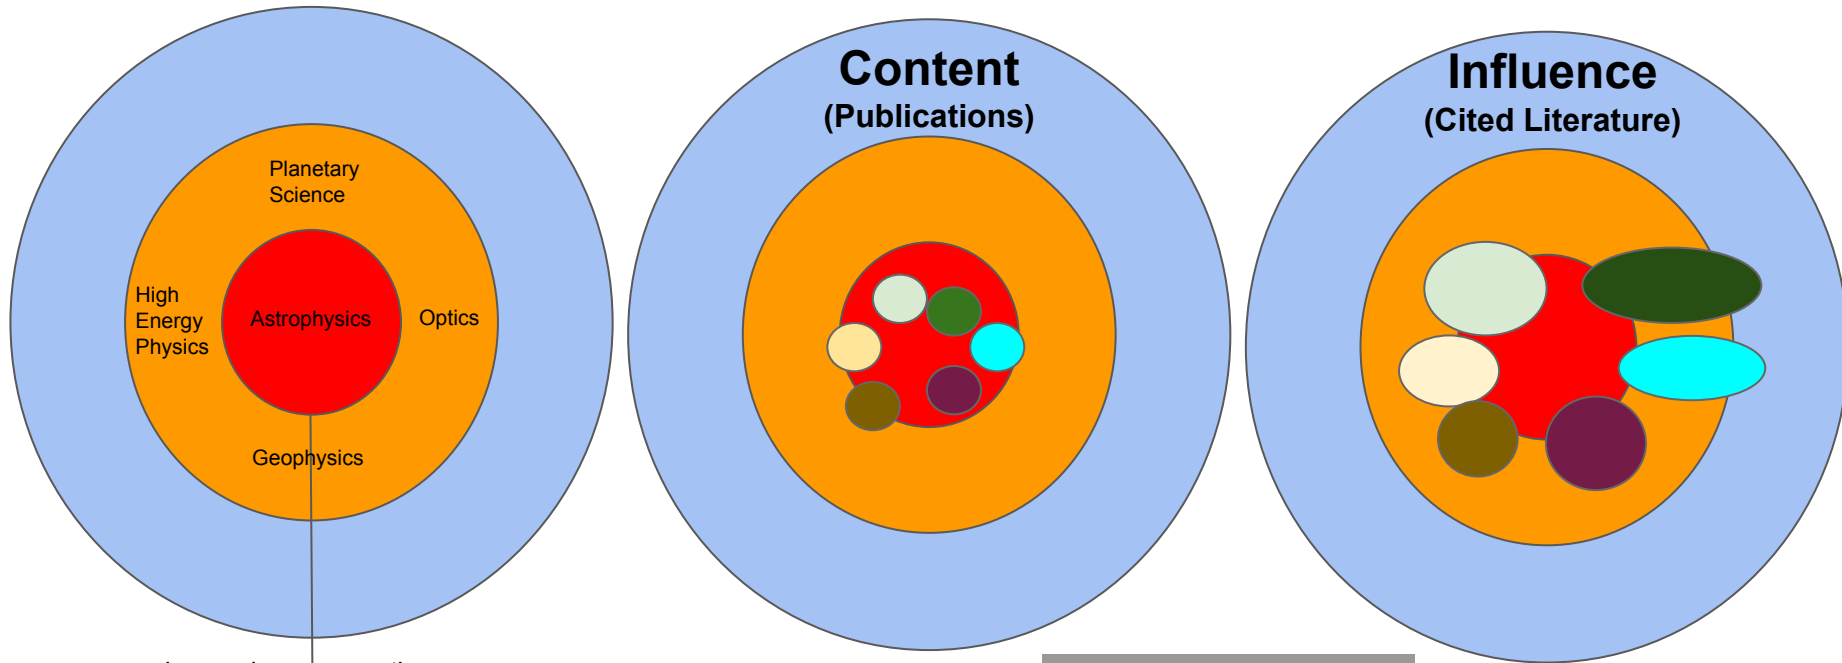 Planetary
Science
High
Energy
Physics
Astrophysics
Optics
Geophysics
Content
(Publications)
Influence
(Cited Literature)